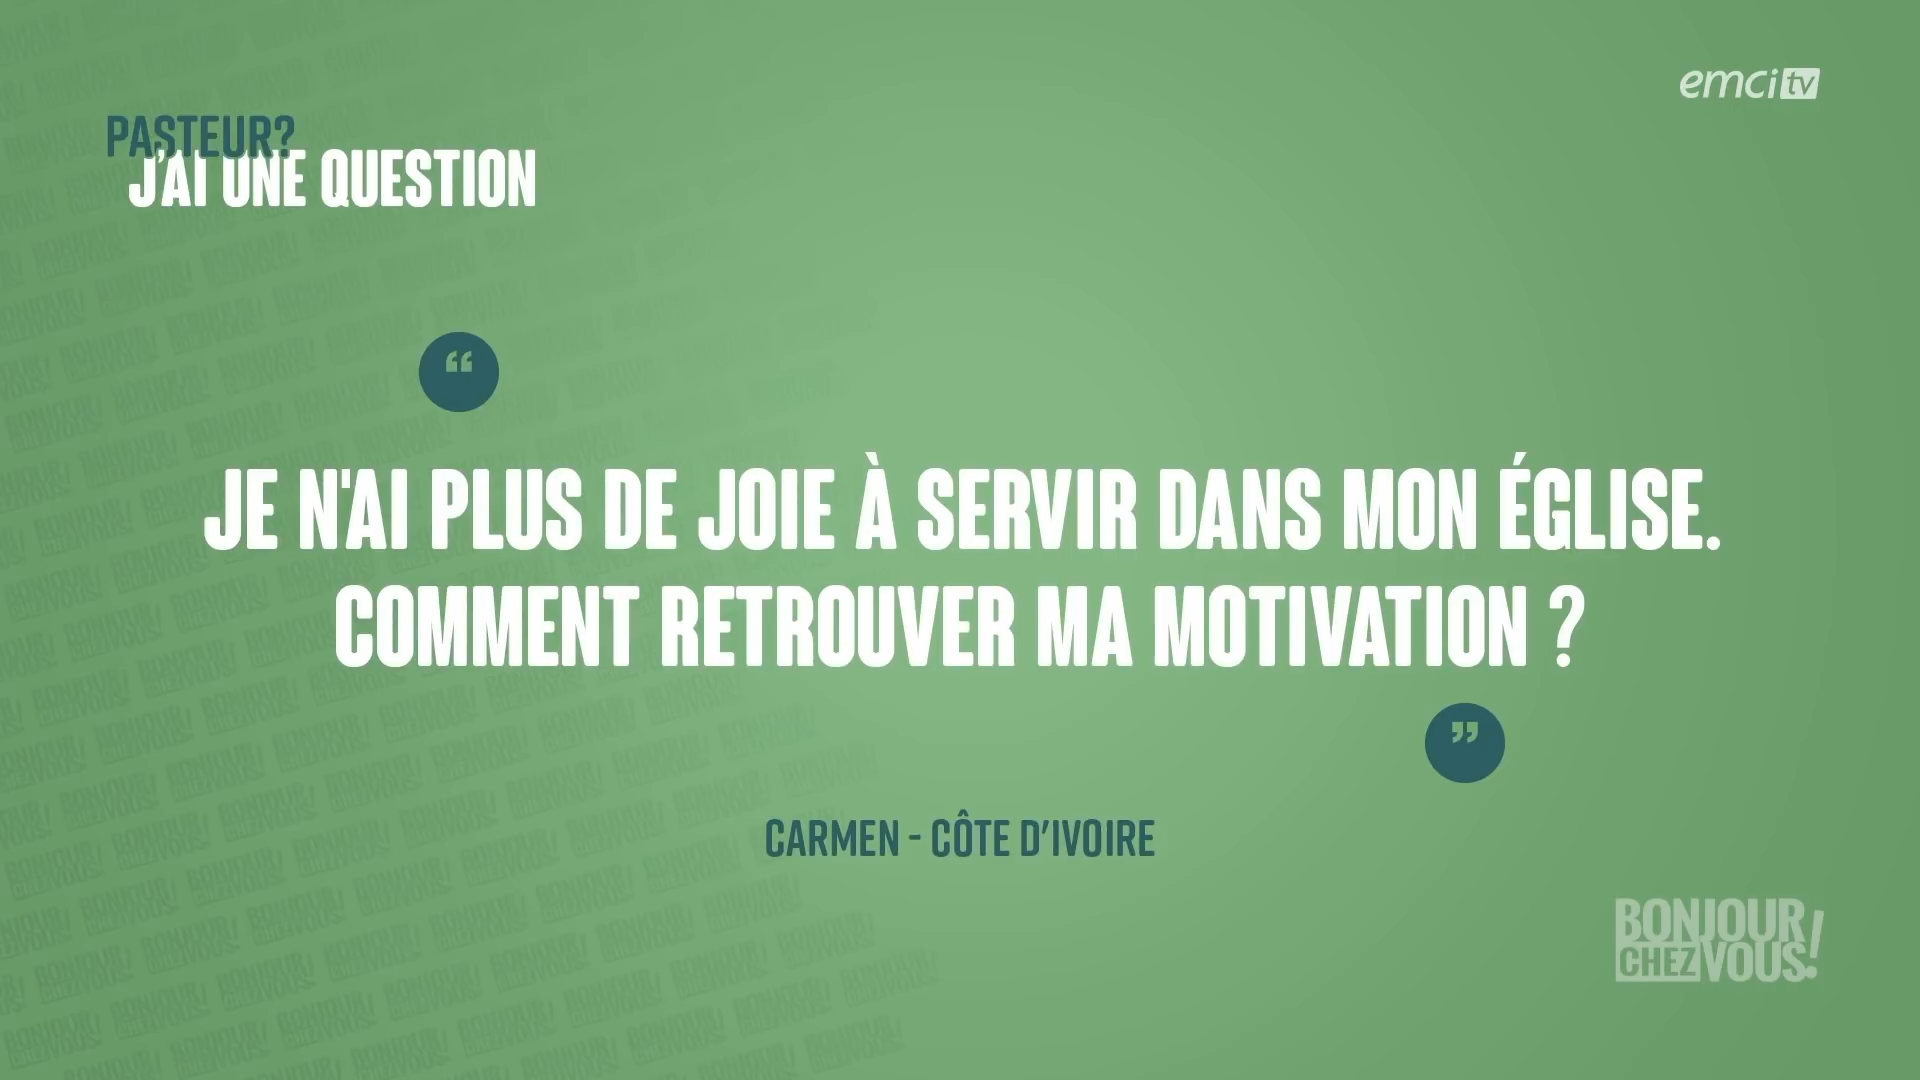 emci tv
PASTEUR?
J'AI UNE QUESTION
“
JE N'AI PLUS DE JOIE À SERVIR DANS MON ÉGLISE.
COMMENT RETROUVER MA MOTIVATION ?
”
CARMEN - CÔTE D'IVOIRE
BONJOUR
CHEZ VOUS!